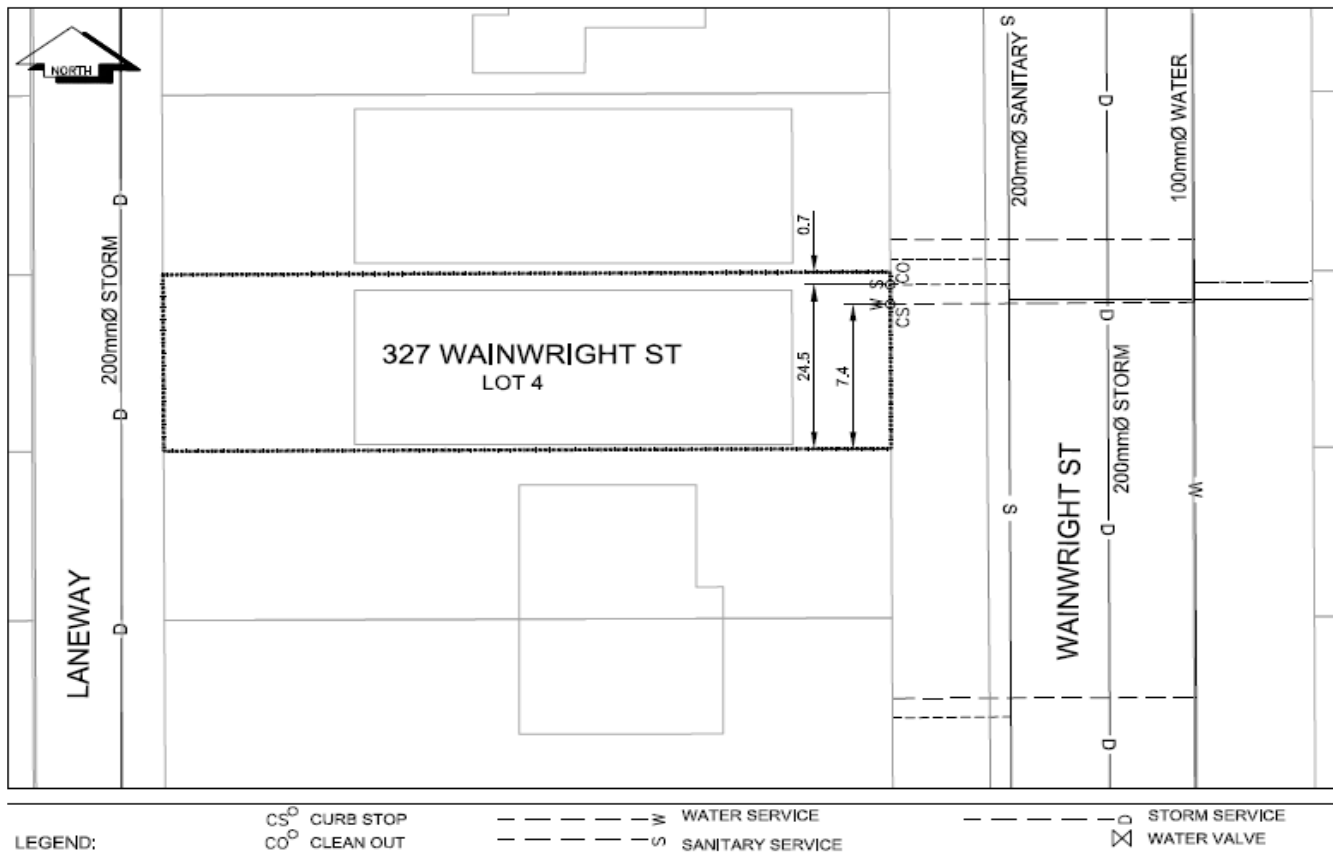 NORTH
200mmØ STORM
D
D
D
LANEWAY
327 WAINWRIGHT ST
LOT 4
0.7
24.5
7.4
S
CO
W
CS
S
200mmØ SANITARY
D
100mmØ WATER
D
200mmØ STORM
WAINWRIGHT ST
S
D
W
D
LEGEND:
CS CURB STOP
CO CLEAN OUT
W WATER SERVICE
S SANITARY SERVICE
D STORM SERVICE
WATER VALVE